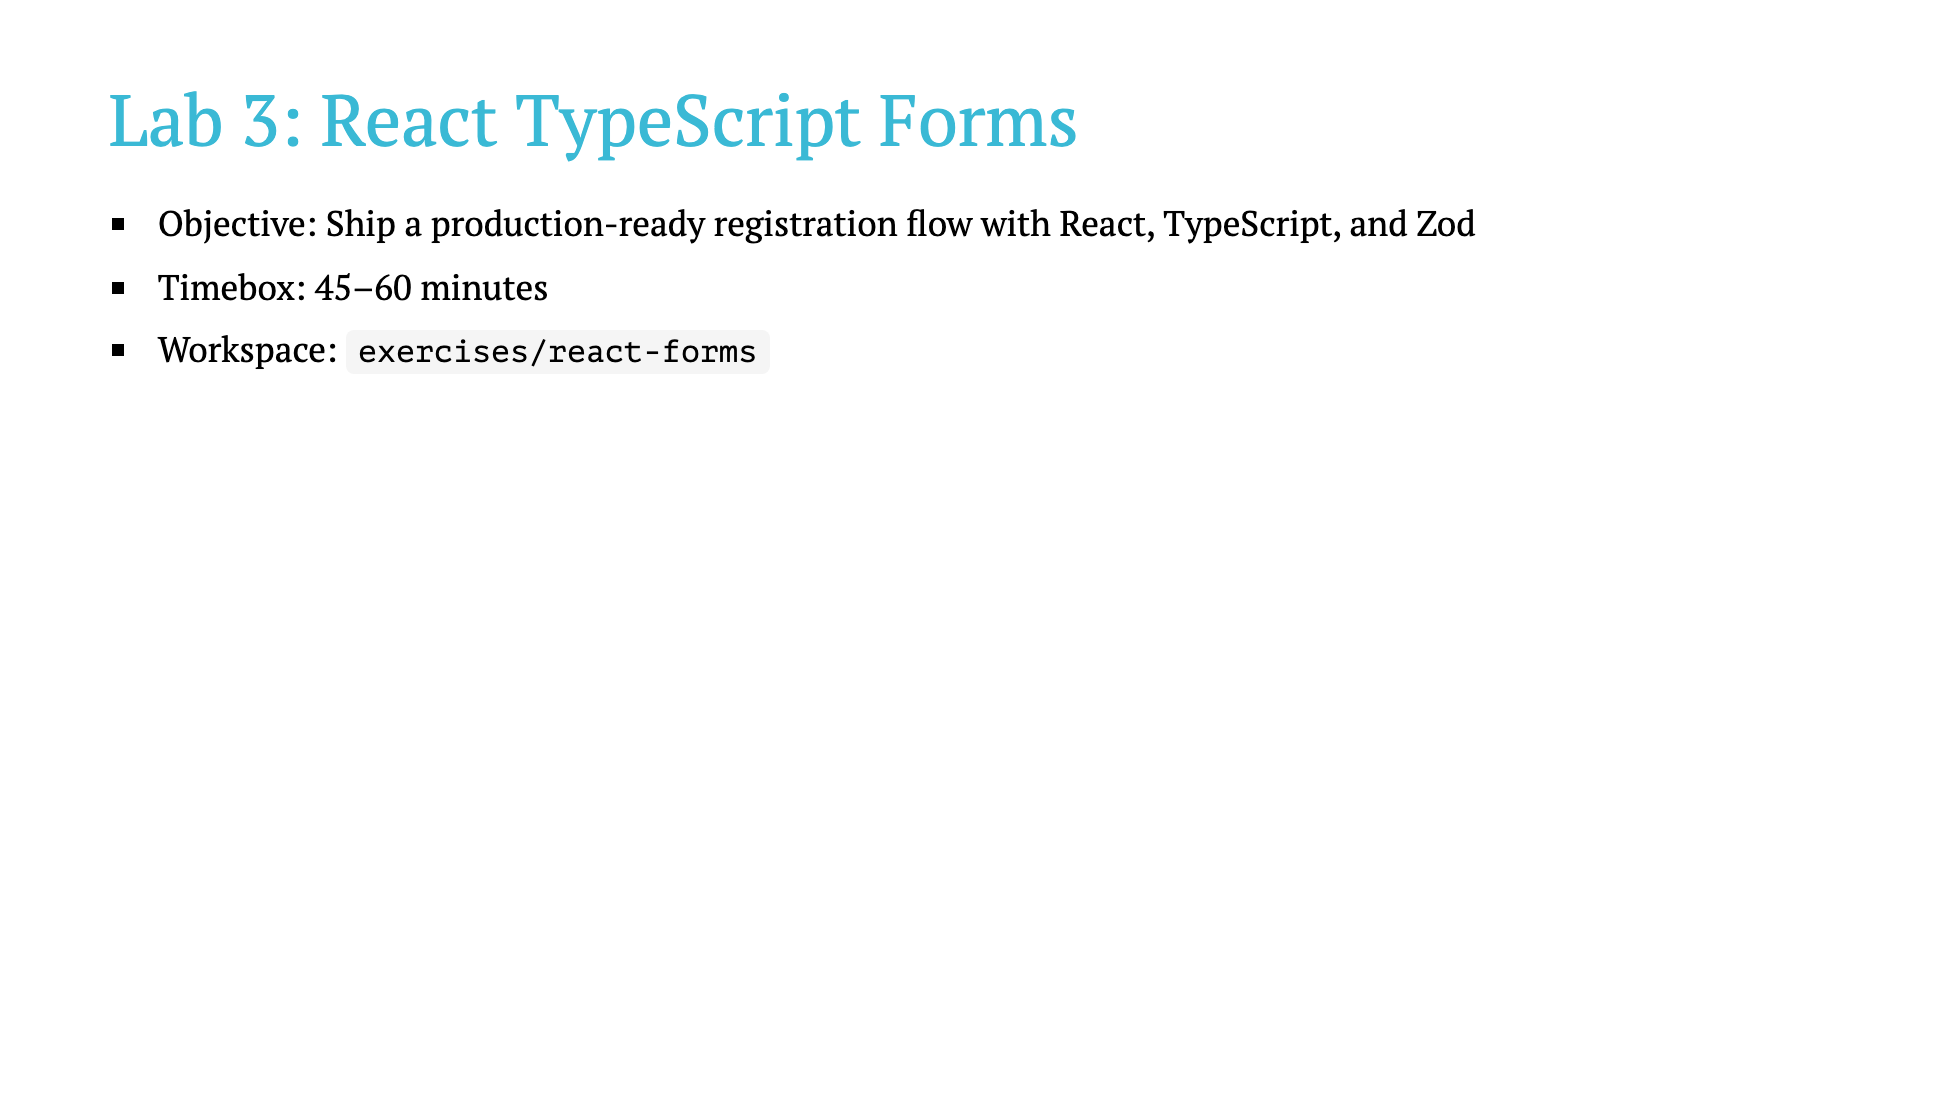 Lab 3: React TypeScript Forms
▪ Objective: Ship a production-ready registration flow with React, TypeScript, and Zod
▪ Timebox: 45–60 minutes
▪ Workspace: exercises/react-forms